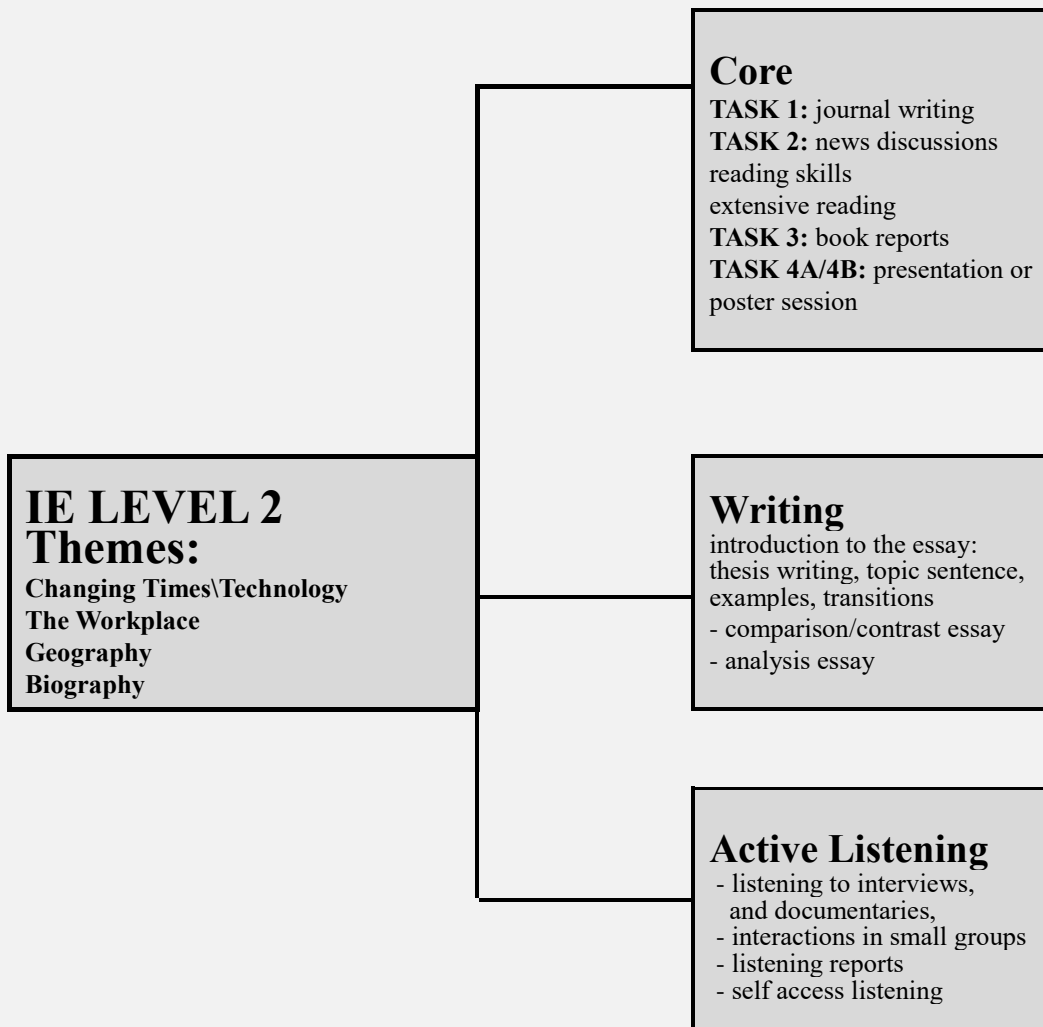 Core
TASK 1: journal writing
TASK 2: news discussions
reading skills
extensive reading
TASK 3: book reports
TASK 4A/4B: presentation or
poster session
IE LEVEL 2
Themes:
Changing Times\Technology
The Workplace
Geography
Biography
Writing
introduction to the essay:
thesis writing, topic sentence,
examples, transitions
- comparison/contrast essay
- analysis essay
Active Listening
- listening to interviews,
and documentaries,
- interactions in small groups
- listening reports
- self access listening